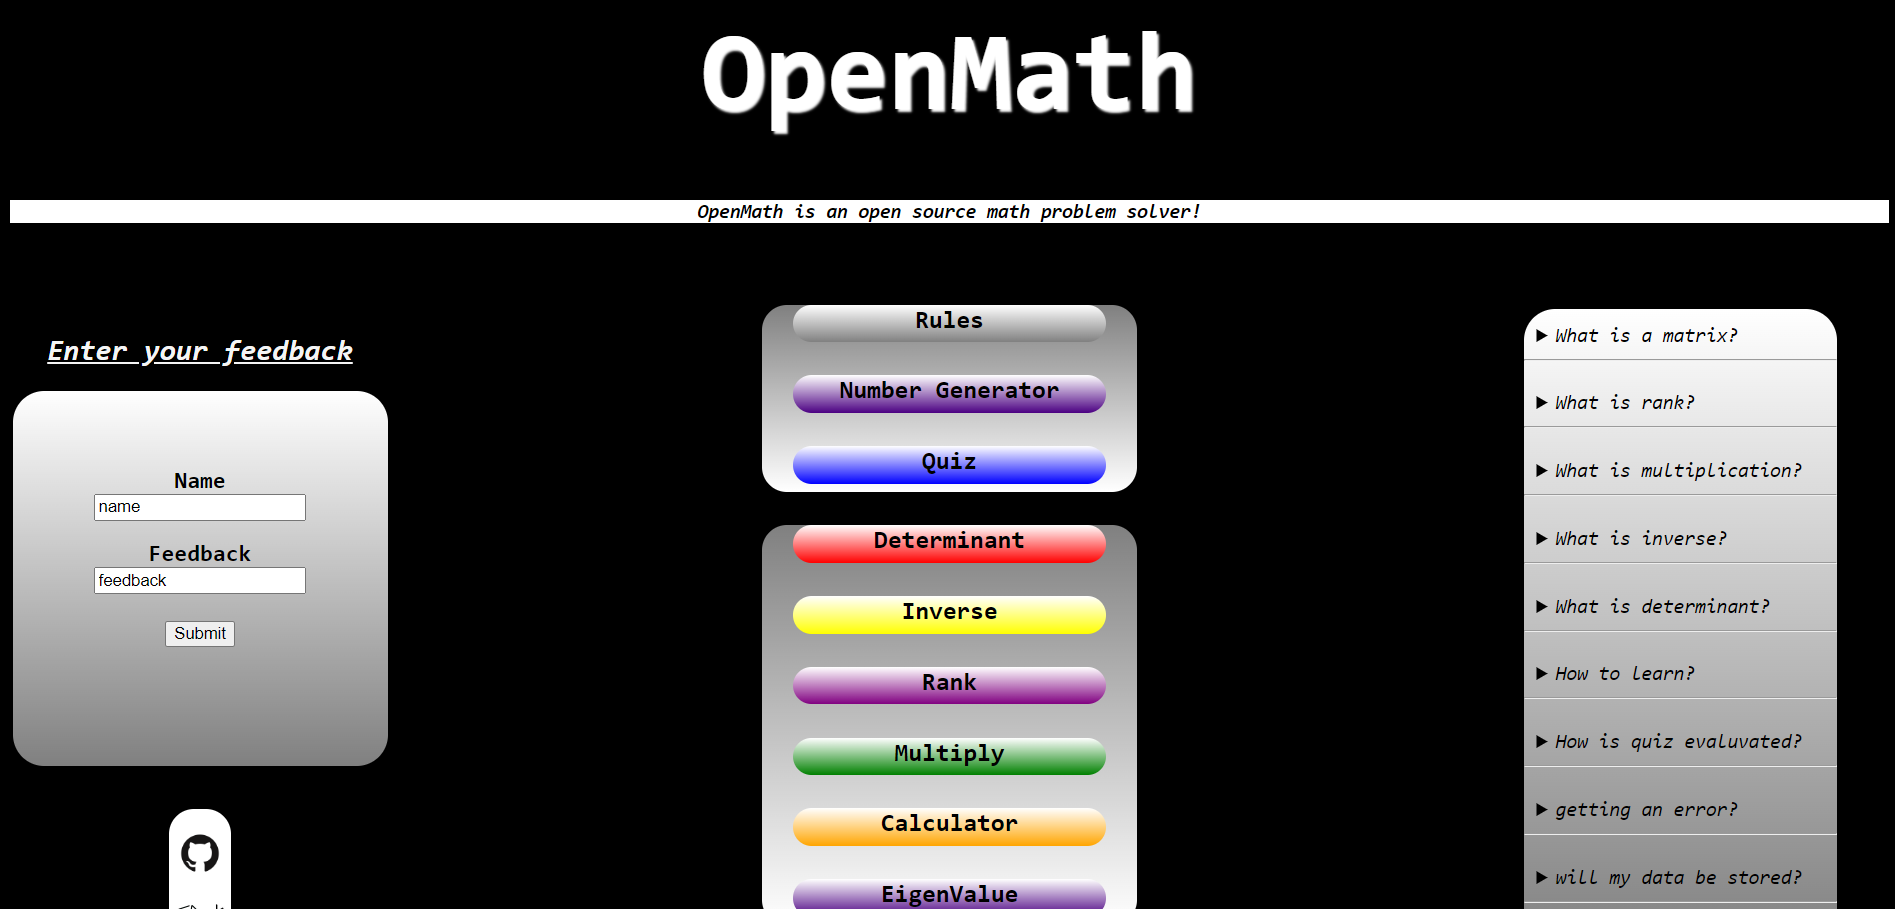 OpenMath
OpenMath is an open source math problem solver!
Enter your feedback
Name
name
Feedback
feedback
Submit
Rules
Number Generator
Quiz
Determinant
Inverse
Rank
Multiply
Calculator
EigenValue
What is a matrix?
What is rank?
What is multiplication?
What is inverse?
What is determinant?
How to learn?
How is quiz evaluvated?
getting an error?
will my data be stored?